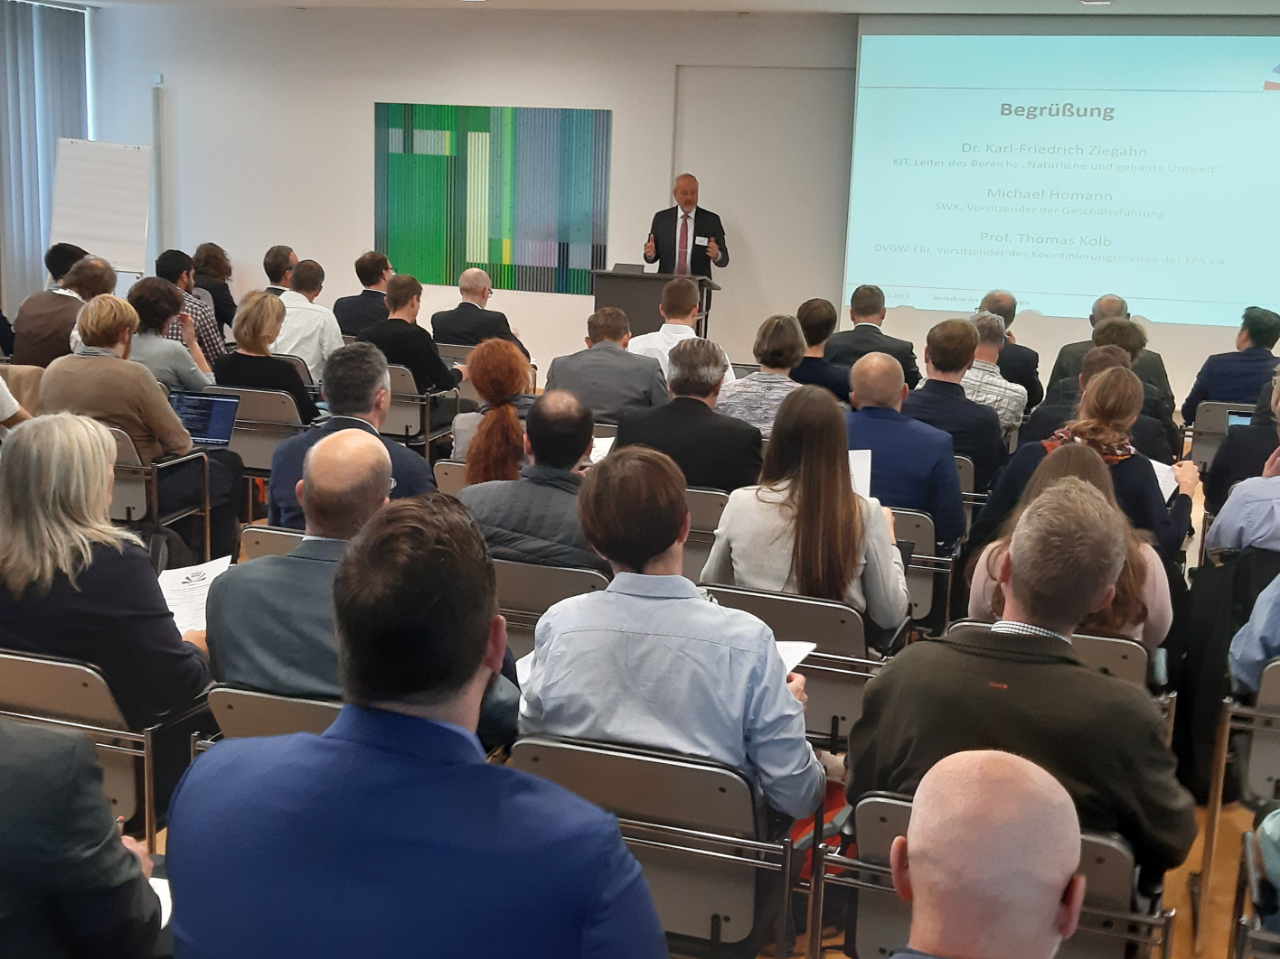 Begrüßung
Dr. Karl-Friedrich Ziegahn
KIT, Leiter des Bereichs „Natürliche und gebaute Umwelt“
Michael Homann
SWK, Vorsitzender der Geschäftsführung
Prof. Thomas Kolb
DVGW-EBI, Vorsitzender des Koordinierungskreises der FPS KA